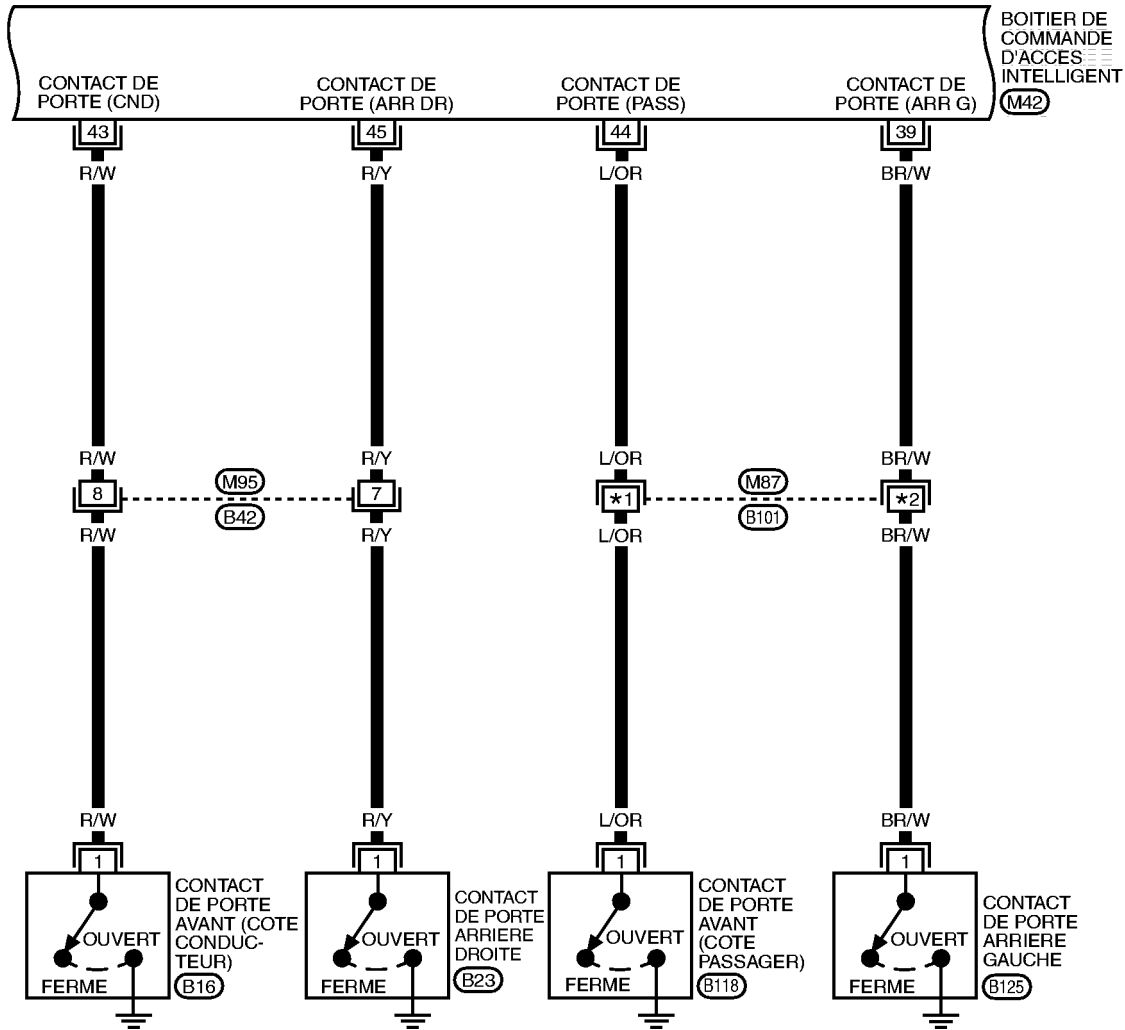 BOITIER DE
COMMANDE
D'ACCES
INTELLIGENT
M42
CONTACT DE
PORTE (CND)
CONTACT DE
PORTE (ARR DR)
CONTACT DE
PORTE (PASS)
CONTACT DE
PORTE (ARR G)
43 45 44 39
R/W R/Y L/OR BR/W
R/W R/Y L/OR BR/W
M95 M87
8 7 ★1 ★2
B42 B101
R/W R/Y L/OR BR/W
R/W R/Y L/OR BR/W
1 1 1 1
CONTACT
DE PORTE
AVANT (COTE
CONDUC-
TEUR)
B16
OUVERT
FERME
CONTACT
DE PORTE
ARRIERE
DROITE
B23
OUVERT
FERME
CONTACT
DE PORTE
AVANT
(COTE
PASSAGER)
B118
OUVERT
FERME
CONTACT
DE PORTE
ARRIERE
GAUCHE
B125
OUVERT
FERME